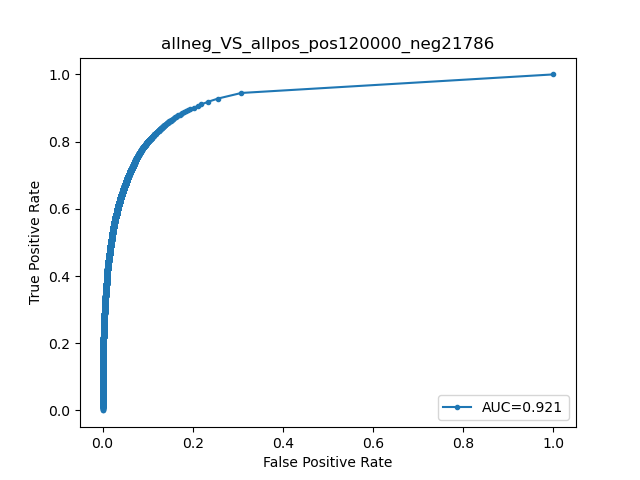 allneg_VS_allpos_pos120000_neg21786
True Positive Rate
1.0
0.8
0.6
0.4
0.2
0.0
AUC=0.921
0.0 0.2 0.4 0.6 0.8 1.0
False Positive Rate